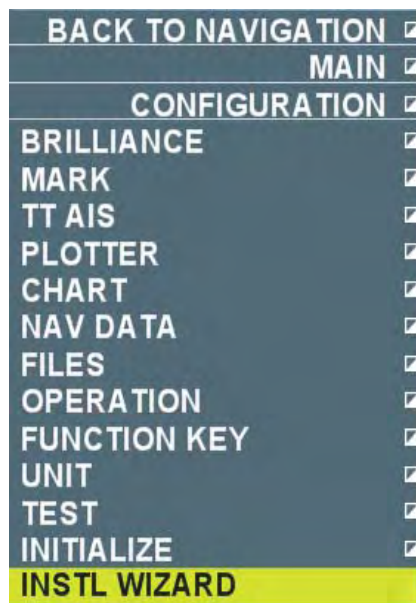 BACK TO NAVIGATION
MAIN
CONFIGURATION
BRILLIANCE
MARK
TT AIS
PLOTTER
CHART
NAV DATA
FILES
OPERATION
FUNCTION KEY
UNIT
TEST
INITIALIZE
INSTL WIZARD